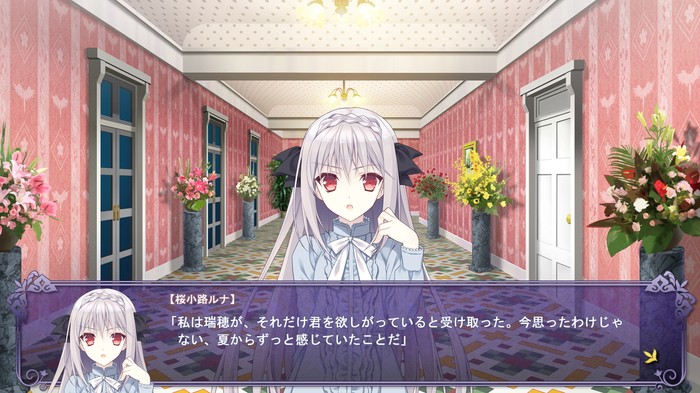 【桜小路ルナ】
「私は瑞穂が、それだけ君を欲しがっていると受け取った。今思ったわけじゃ
ない、夏からずっと感じていたことだ」